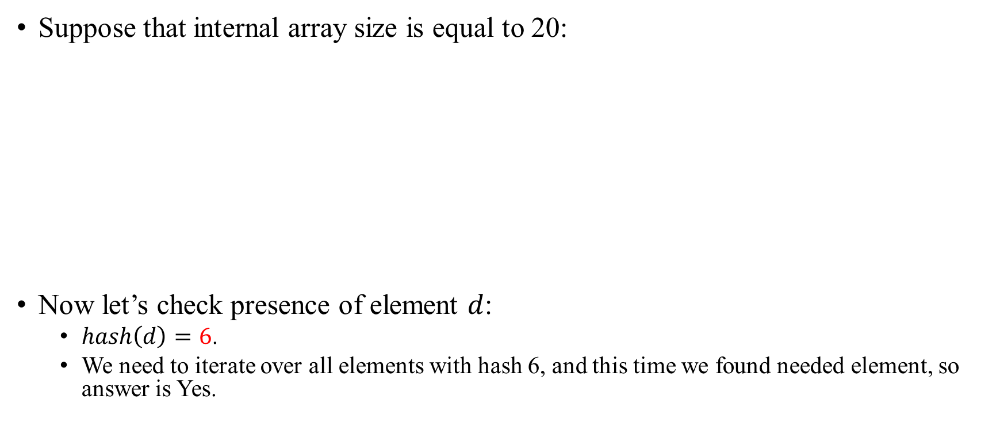 • Suppose that internal array size is equal to 20:
• Now let’s check presence of element d:
• hash(d) = 6.
• We need to iterate over all elements with hash 6, and this time we found needed element, so
answer is Yes.